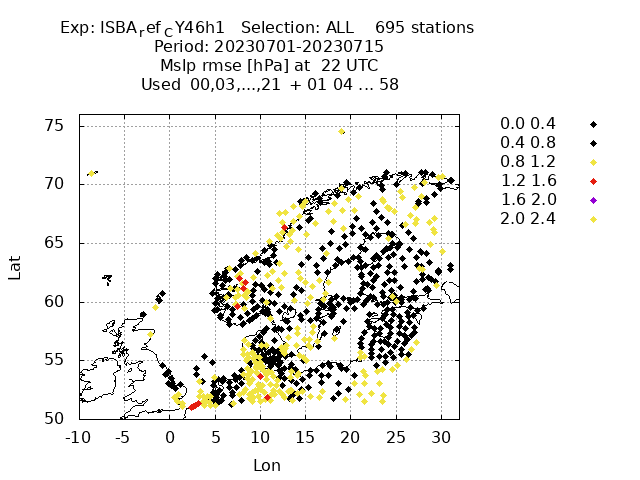 Exp: ISBA_ref_CY46h1 Selection: ALL 695 stations
Period: 20230701-20230715
Mslp rmse [hPa] at 22 UTC
Used 00,03,...,21 + 01 04 ... 58
0.0 0.4
0.4 0.8
0.8 1.2
1.2 1.6
1.6 2.0
2.0 2.4
Lat
75
70
65
60
55
50
-10 -5 0 5 10 15 20 25 30
Lon